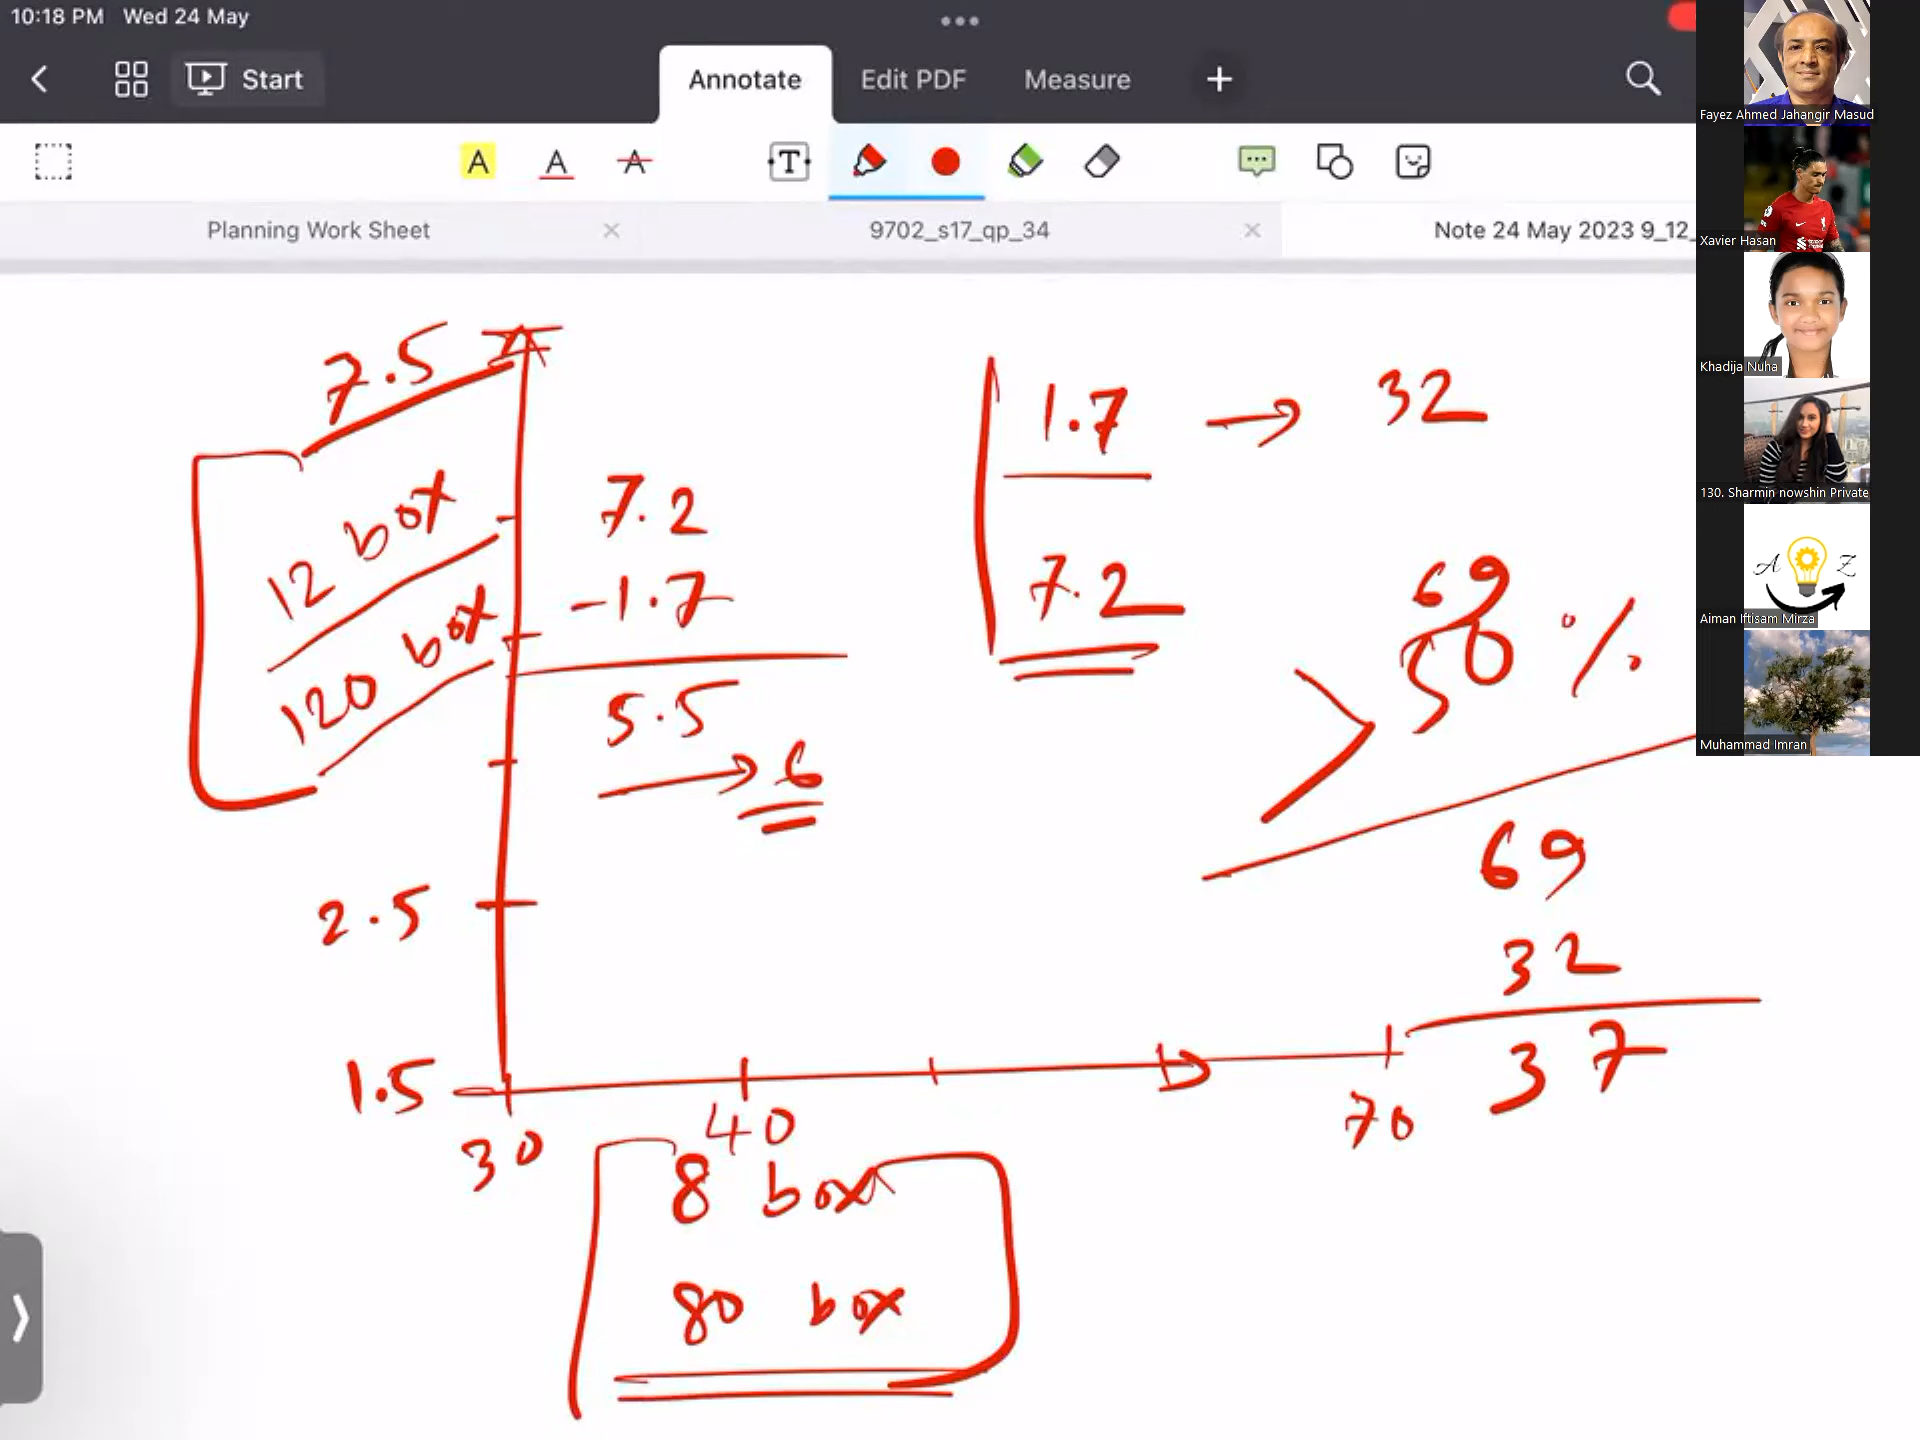 10:18 PM Wed 24 May
Start
Annotate
Edit PDF
Measure
+
A A A T
Planning Work Sheet
9702_s17_qp_34
Note 24 May 2023 9_12_
7.5
12 box
120 box
7.2
-1.7
5.5
→ 6
2.5
1.5
30
40
70
8 box
80 box
1.7 → 32
7.2
69
> 50 %
69
32
37
Fayez Ahmed Jahangir Masud
Xavier Hasan
Khadija Nuha
130. Sharmin nowshin Private
A Z
Aiman Iftisam Mirza
Muhammad Imran